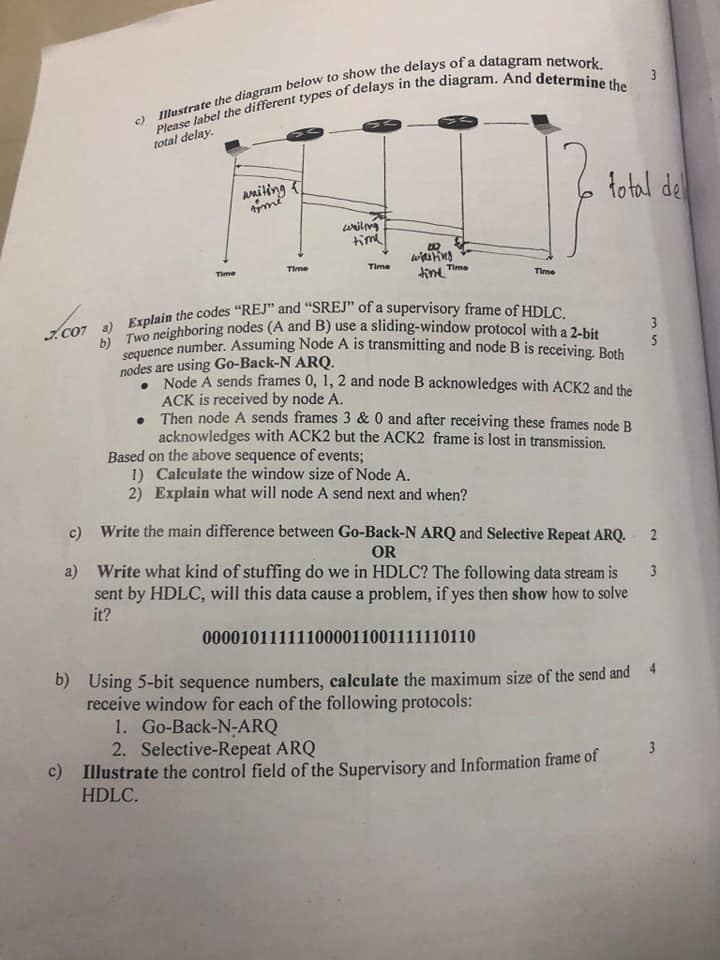 c) Illustrate the diagram below to show the delays of a datagram network. 3
Please label the different types of delays in the diagram. And determine the
total delay.
waiting
time
waiting
time
waiting
time
total del
Time Time Time Time Time
7. CO7 a) Explain the codes “REJ” and “SREJ” of a supervisory frame of HDLC. 3
b) Two neighboring nodes (A and B) use a sliding-window protocol with a 2-bit 5
sequence number. Assuming Node A is transmitting and node B is receiving. Both
nodes are using Go-Back-N ARQ.
• Node A sends frames 0, 1, 2 and node B acknowledges with ACK2 and the
ACK is received by node A.
• Then node A sends frames 3 & 0 and after receiving these frames node B
acknowledges with ACK2 but the ACK2 frame is lost in transmission.
Based on the above sequence of events;
1) Calculate the window size of Node A.
2) Explain what will node A send next and when?
c) Write the main difference between Go-Back-N ARQ and Selective Repeat ARQ. 2
OR
a) Write what kind of stuffing do we in HDLC? The following data stream is 3
sent by HDLC, will this data cause a problem, if yes then show how to solve
it?
0000101111111000011001111110110
b) Using 5-bit sequence numbers, calculate the maximum size of the send and 4
receive window for each of the following protocols:
1. Go-Back-N-ARQ
2. Selective-Repeat ARQ
c) Illustrate the control field of the Supervisory and Information frame of 3
HDLC.